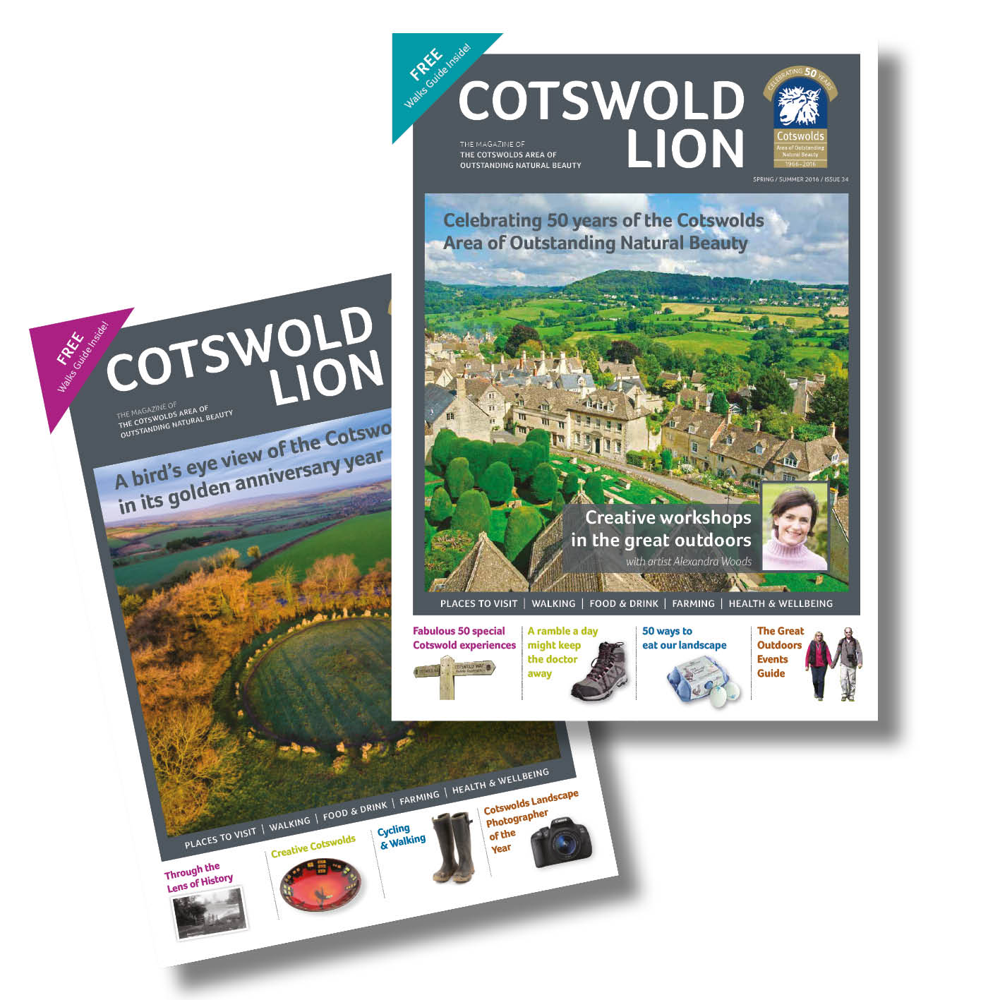 FREE
Walks Guide Inside!
COTSWOLD
LION
THE MAGAZINE OF
THE COTSWOLDS AREA OF
OUTSTANDING NATURAL BEAUTY
CELEBRATING 50 YEARS
Cotswolds
Area of Outstanding
Natural Beauty
1966–2016
SPRING / SUMMER 2016 / ISSUE 34
Celebrating 50 years of the Cotswolds
Area of Outstanding Natural Beauty
Creative workshops
in the great outdoors
with artist Alexandra Woods
PLACES TO VISIT | WALKING | FOOD & DRINK | FARMING | HEALTH & WELLBEING
Fabulous 50 special
Cotswold experiences
COTSWOLD WAY
A ramble a day
might keep
the doctor
away
50 ways to
eat our landscape
The Great
Outdoors
Events
Guide
FREE
Walks Guide Inside!
COTSWOLD
LION
THE MAGAZINE OF
THE COTSWOLDS AREA OF
OUTSTANDING NATURAL BEAUTY
A bird's eye view of the Cotswo
in its golden anniversary year
PLACES TO VISIT | WALKING | FOOD & DRINK | FARMING | HEALTH & WELLBEING
Through the
Lens of History
Creative Cotswolds
Cycling
& Walking
Cotswolds Landscape
Photographer
of the
Year
Canon